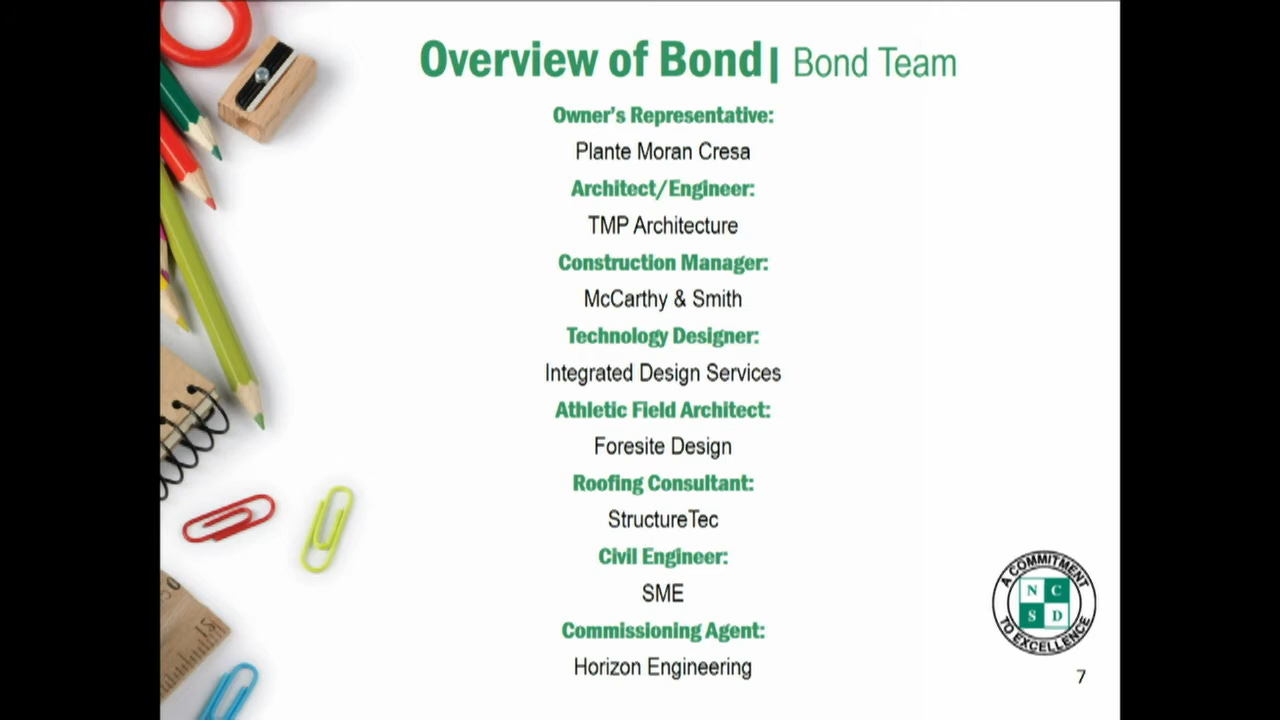 Overview of Bond| Bond Team
Owner's Representative:
Plante Moran Cresa
Architect/Engineer:
TMP Architecture
Construction Manager:
McCarthy & Smith
Technology Designer:
Integrated Design Services
Athletic Field Architect:
Foresite Design
Roofing Consultant:
StructureTec
Civil Engineer:
SME
Commissioning Agent:
Horizon Engineering
A COMMITMENT
N C
S D
TO EXCELLENCE
7
15